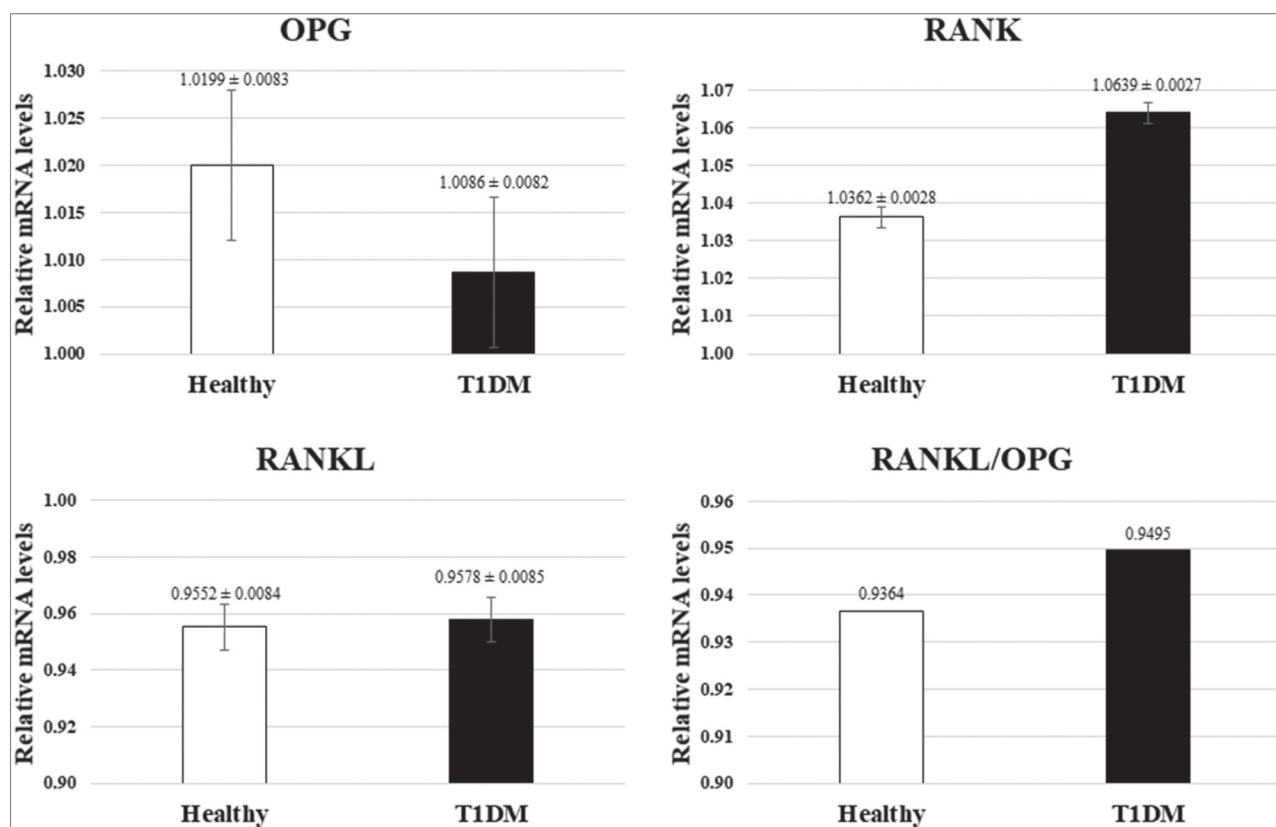 OPG
Relative mRNA levels
1.030
1.025
1.020
1.015
1.010
1.005
1.000
1.0199 ± 0.0083
1.0086 ± 0.0082
Healthy
T1DM
RANK
Relative mRNA levels
1.07
1.06
1.05
1.04
1.03
1.02
1.01
1.00
1.0362 ± 0.0028
1.0639 ± 0.0027
Healthy
T1DM
RANKL
Relative mRNA levels
1.00
0.98
0.96
0.94
0.92
0.90
0.9552 ± 0.0084
0.9578 ± 0.0085
Healthy
T1DM
RANKL/OPG
Relative mRNA levels
0.96
0.95
0.94
0.93
0.92
0.91
0.90
0.9364
0.9495
Healthy
T1DM